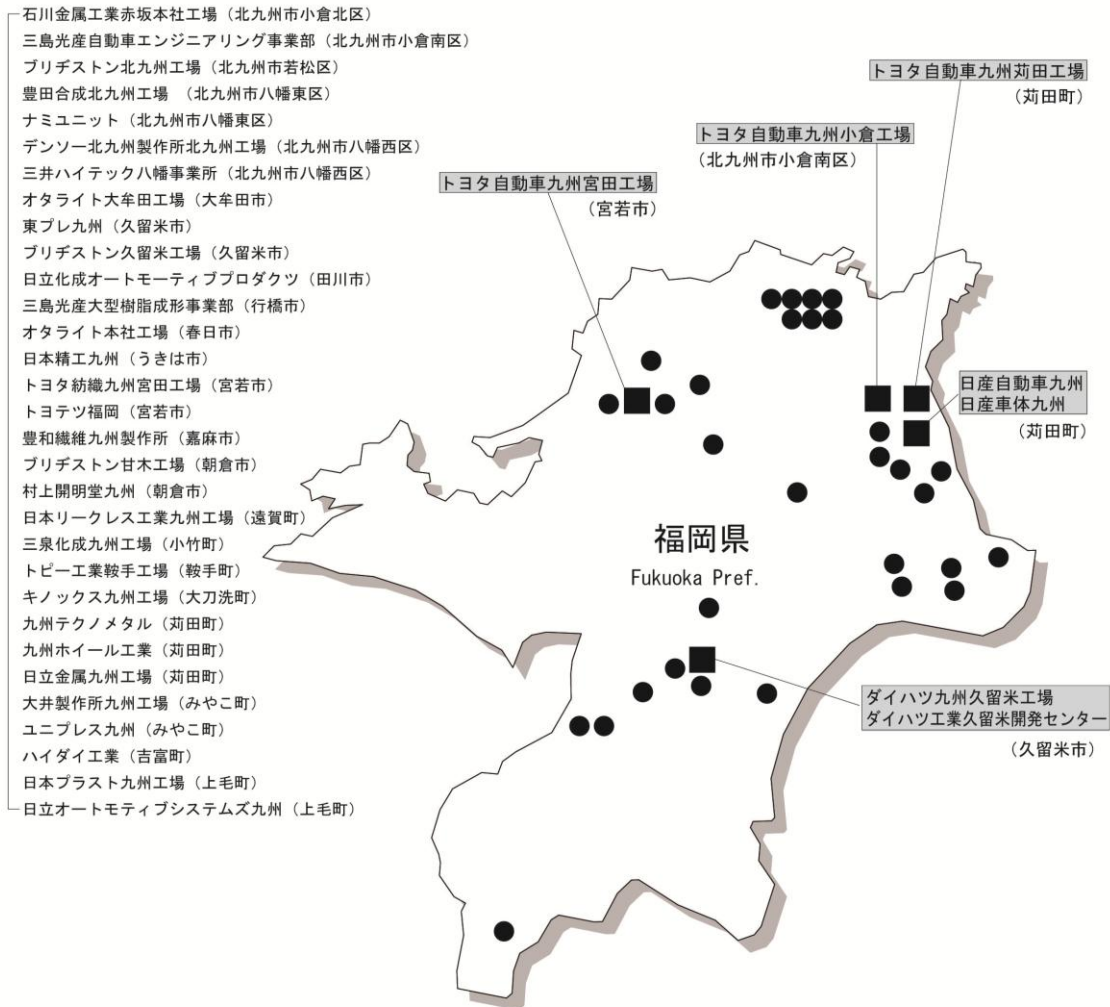 石川金属工業赤坂本社工場（北九州市小倉北区）
三島光産自動車エンジニアリング事業部（北九州市小倉南区）
ブリヂストン北九州工場（北九州市若松区）
豊田合成北九州工場　（北九州市八幡東区）
ナミユニット（北九州市八幡東区）
デンソー北九州製作所北九州工場（北九州市八幡西区）
三井ハイテック八幡事業所（北九州市八幡西区）
オタライト大牟田工場（大牟田市）
東プレ九州（久留米市）
ブリヂストン久留米工場（久留米市）
日立化成オートモーティブプロダクツ（田川市）
三島光産大型樹脂成形事業部（行橋市）
オタライト本社工場（春日市）
日本精工九州（うきは市）
トヨタ紡織九州宮田工場（宮若市）
トヨテツ福岡（宮若市）
豊和繊維九州製作所（嘉麻市）
ブリヂストン甘木工場（朝倉市）
村上開明堂九州（朝倉市）
日本リークレス工業九州工場（遠賀町）
三泉化成九州工場（小竹町）
トピー工業鞍手工場（鞍手町）
キノックス九州工場（大刀洗町）
九州テクノメタル（苅田町）
九州ホイール工業（苅田町）
日立金属九州工場（苅田町）
大井製作所九州工場（みやこ町）
ユニプレス九州（みやこ町）
ハイダイ工業（吉富町）
日本プラスト九州工場（上毛町）
日立オートモティブシステムズ九州（上毛町）
トヨタ自動車九州苅田工場
（苅田町）
トヨタ自動車九州小倉工場
（北九州市小倉南区）
トヨタ自動車九州宮田工場
（宮若市）
日産自動車九州
日産車体九州
（苅田町）
福岡県
Fukuoka Pref.
ダイハツ九州久留米工場
ダイハツ工業久留米開発センター
（久留米市）